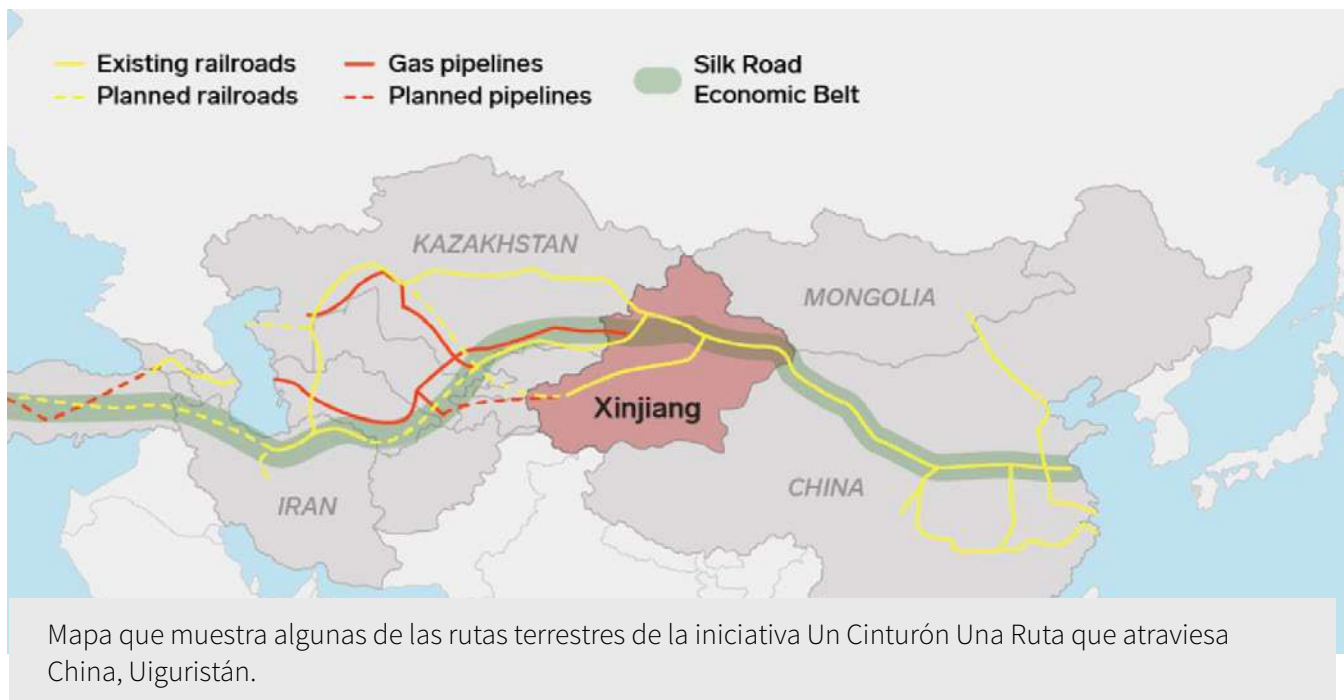 Existing railroads
Planned railroads
Gas pipelines
Planned pipelines
Silk Road
Economic Belt
KAZAKHSTAN
MONGOLIA
Xinjiang
CHINA
IRAN
Mapa que muestra algunas de las rutas terrestres de la iniciativa Un Cinturón Una Ruta que atraviesa
China, Uiguristán.